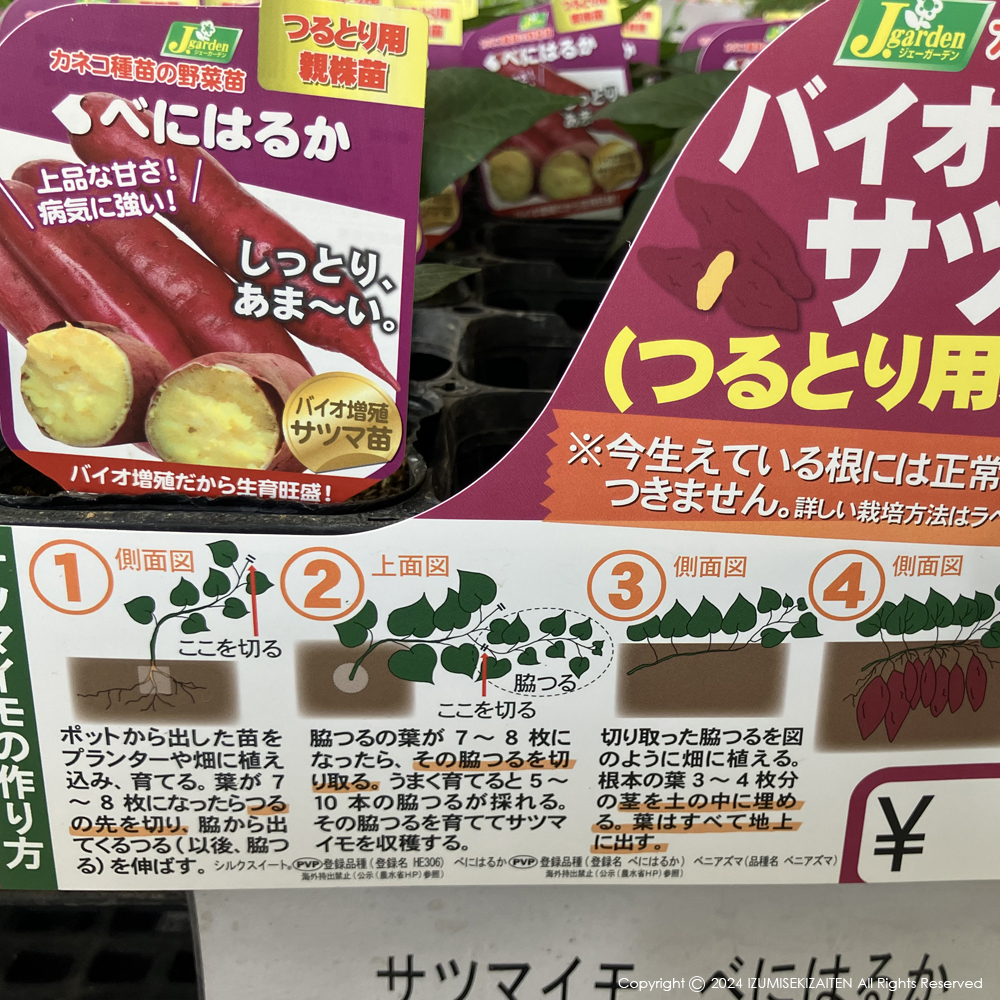 J.garden
カネコ種苗の野菜苗
つるとり用
親株苗
べにはるか
上品な甘さ!
病気に強い!
しっとり、
あま〜い。
バイオ増殖
サツマ苗
バイオ増殖だから生育旺盛!
べにはるか
J.garden
ジェーガーデン
バイオ
サツ
(つるとり用
※今生えている根には正常
つきません。詳しい栽培方法はラベ
マイモの作り方
1 側面図
ここを切る
ポットから出した苗を
プランターや畑に植え
込み、育てる。葉が7
〜8枚になったらつる
の先を切り、脇から出
てくるつる(以後、脇つ
る)を伸ばす。
2 上面図
脇つる
ここを切る
脇つるの葉が7〜8枚に
なったら、その脇つるを切
り取る。うまく育てると5〜
10本の脇つるが採れる。
その脇つるを育ててサツマ
イモを収穫する。
3 側面図
切り取った脇つるを図
のように畑に植える。
根本の葉3〜4枚分
の茎を土の中に埋め
る。葉はすべて地上
に出す。
4 側面図
シルクスイート。PVP登録品種(登録名 HE306) べにはるかPVP登録品種(登録名 べにはるか) ベニアズマ(品種名 ベニアズマ)
海外持出禁止(公示(農水省HP)参照) 海外持出禁止(公示(農水省HP)参照)
¥
サツマイモ べにはるか
Copyright © 2024 IZUMISEKIZAITEN All Rights Reserved